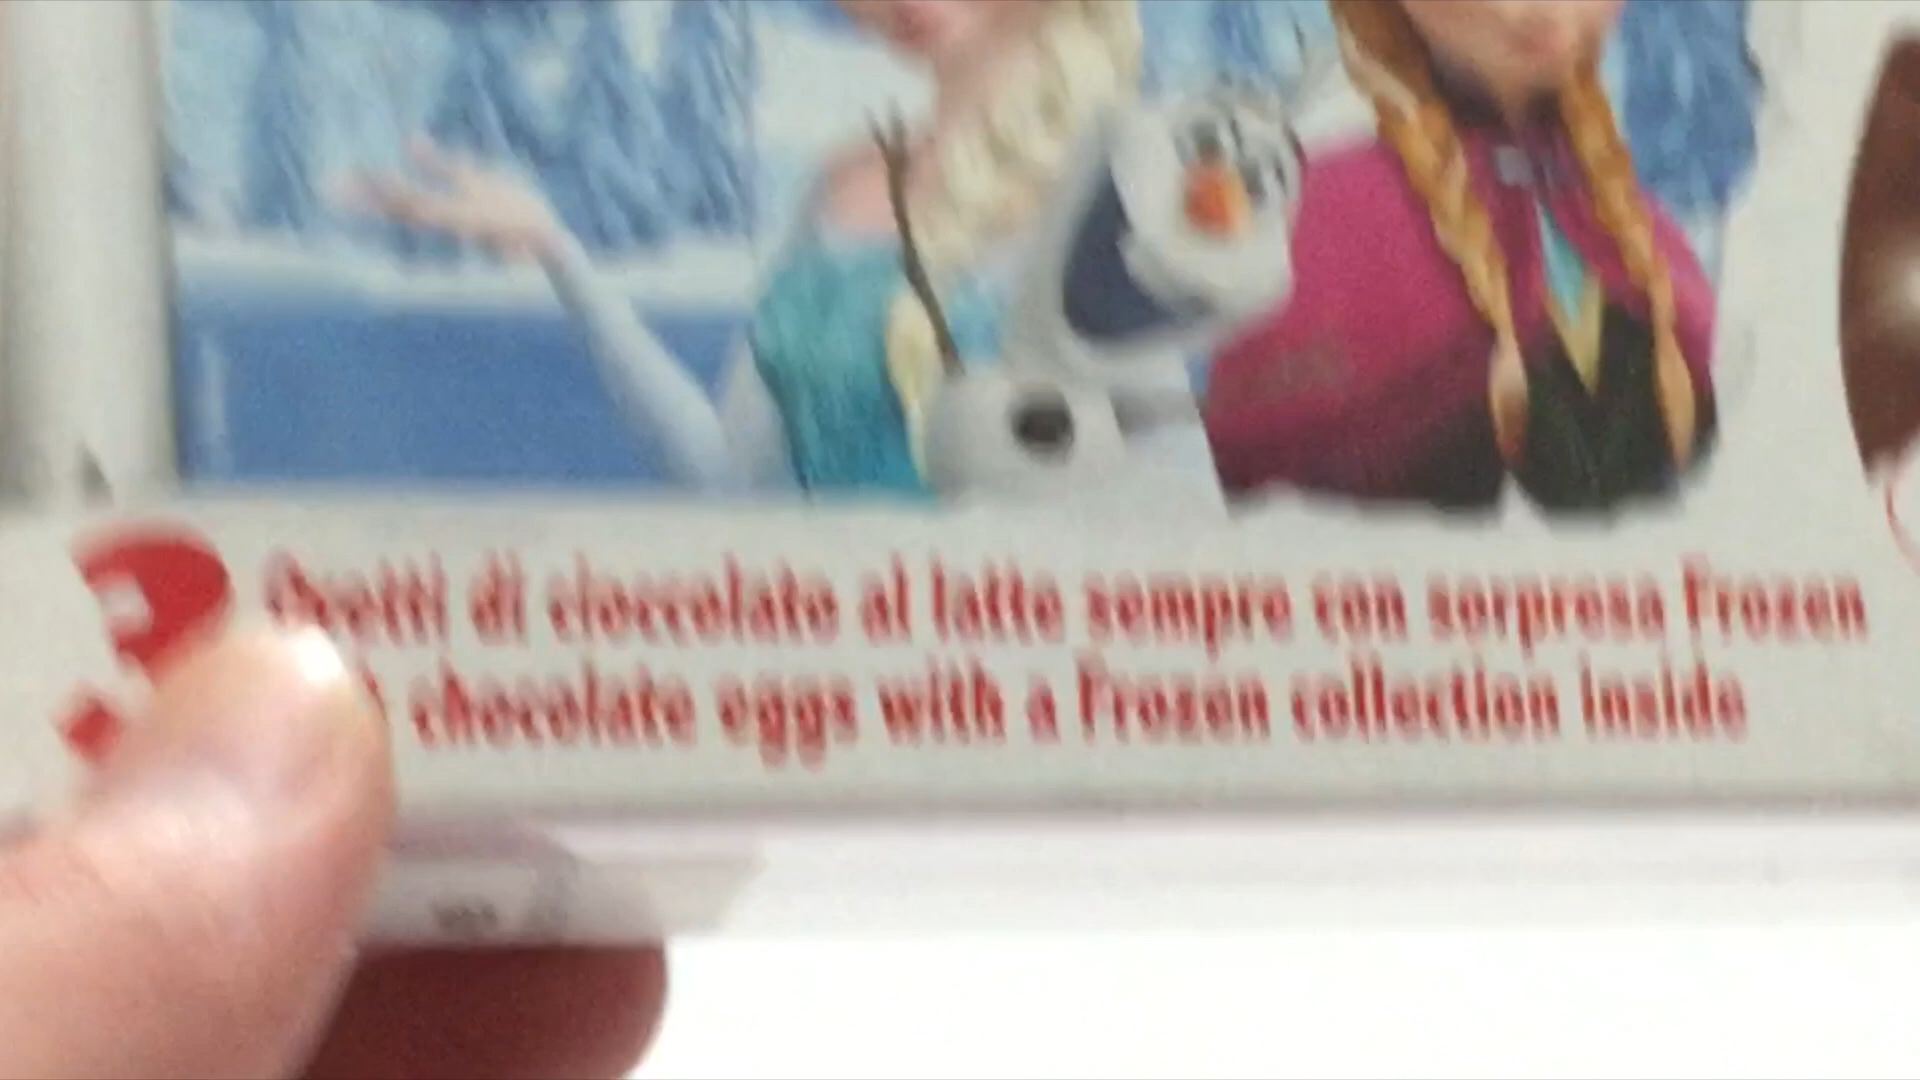 Ovetti di cioccolato al latte sempre con sorpresa Frozen
chocolate eggs with a Frozen collection inside